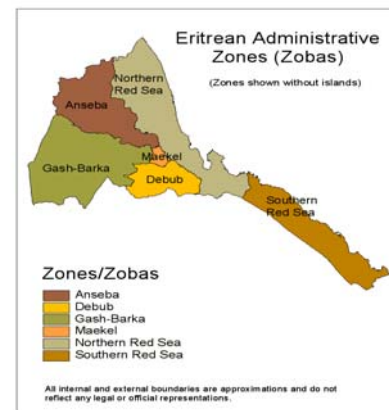 Eritrean Administrative
Zones (Zobas)
(Zones shown without islands)
Northern
Red Sea
Anseba
Maekel
Gash-Barka
Debub
Southern
Red Sea
Zones/Zobas
Anseba
Debub
Gash-Barka
Maekel
Northern Red Sea
Southern Red Sea
All internal and external boundaries are approximations and do not
reflect any legal or official representations.